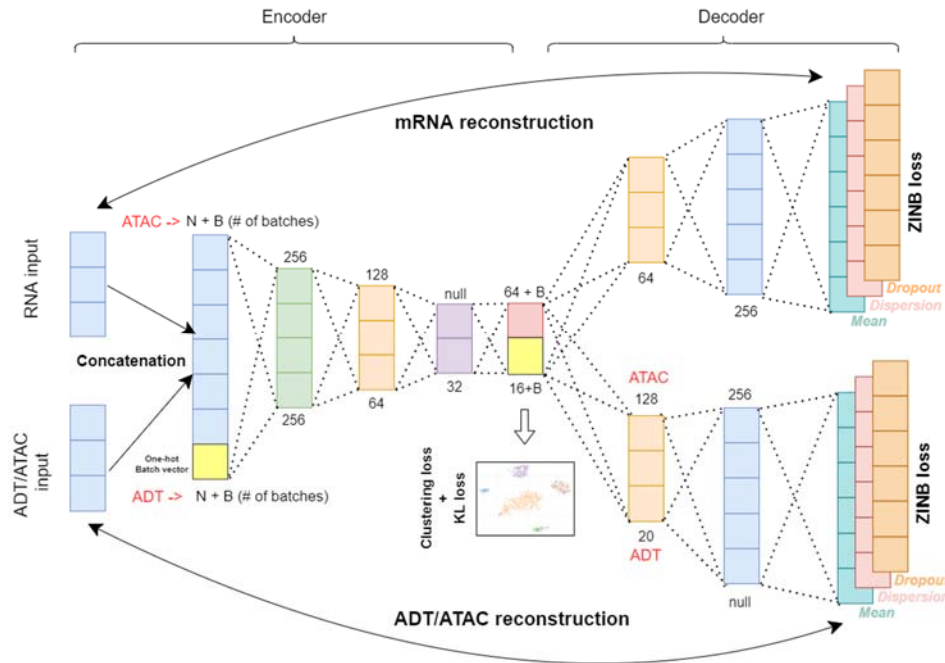 Encoder
Decoder
mRNA reconstruction
ATAC -> N + B (# of batches)
RNA input
Concatenation
ADT/ATAC
input
One-hot
Batch vector
ADT -> N + B (# of batches)
256
256
128
64
null
32
64 + B
16+B
Clustering loss
+
KL loss
64
256
ZINB loss
Dropout
Dispersion
Mean
ATAC
128
20
ADT
256
null
ZINB loss
Dropout
Dispersion
Mean
ADT/ATAC reconstruction